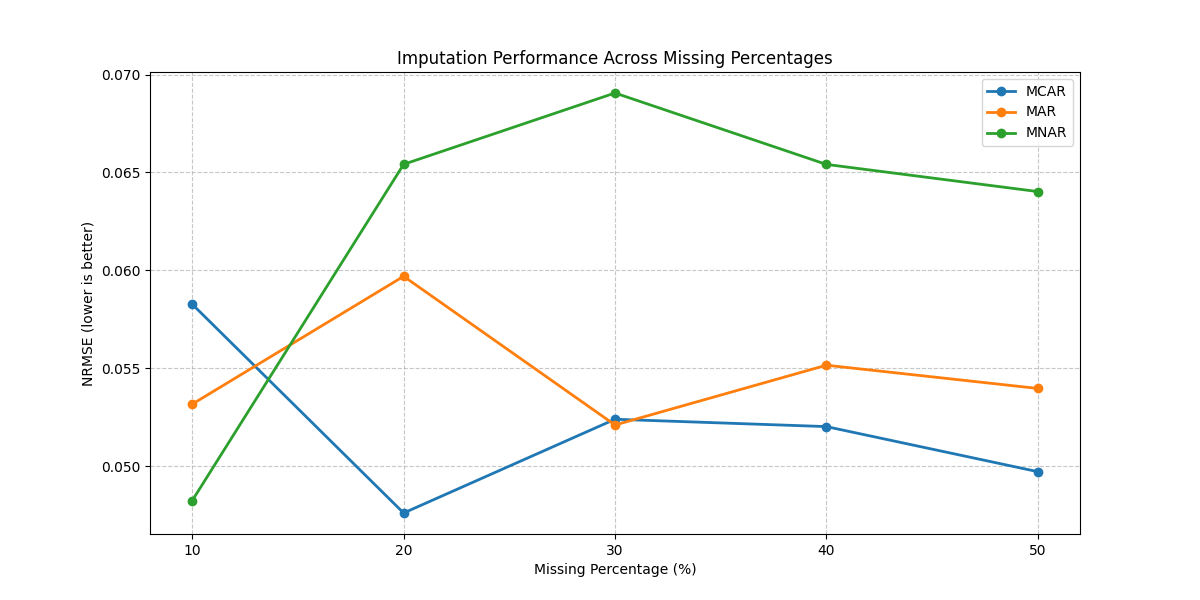 Imputation Performance Across Missing Percentages
MCAR
MAR
MNAR
NRMSE (lower is better)
0.070
0.065
0.060
0.055
0.050
10 20 30 40 50
Missing Percentage (%)